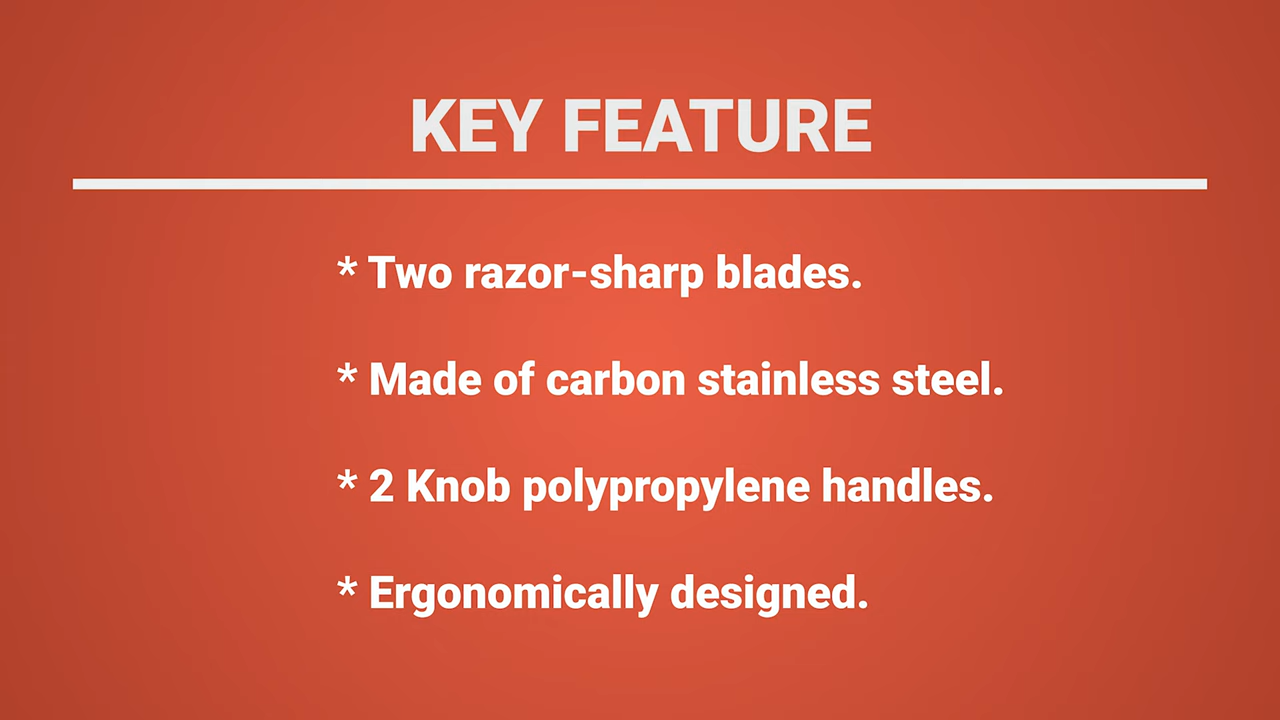 KEY FEATURE
* Two razor-sharp blades.
* Made of carbon stainless steel.
* 2 Knob polypropylene handles.
* Ergonomically designed.